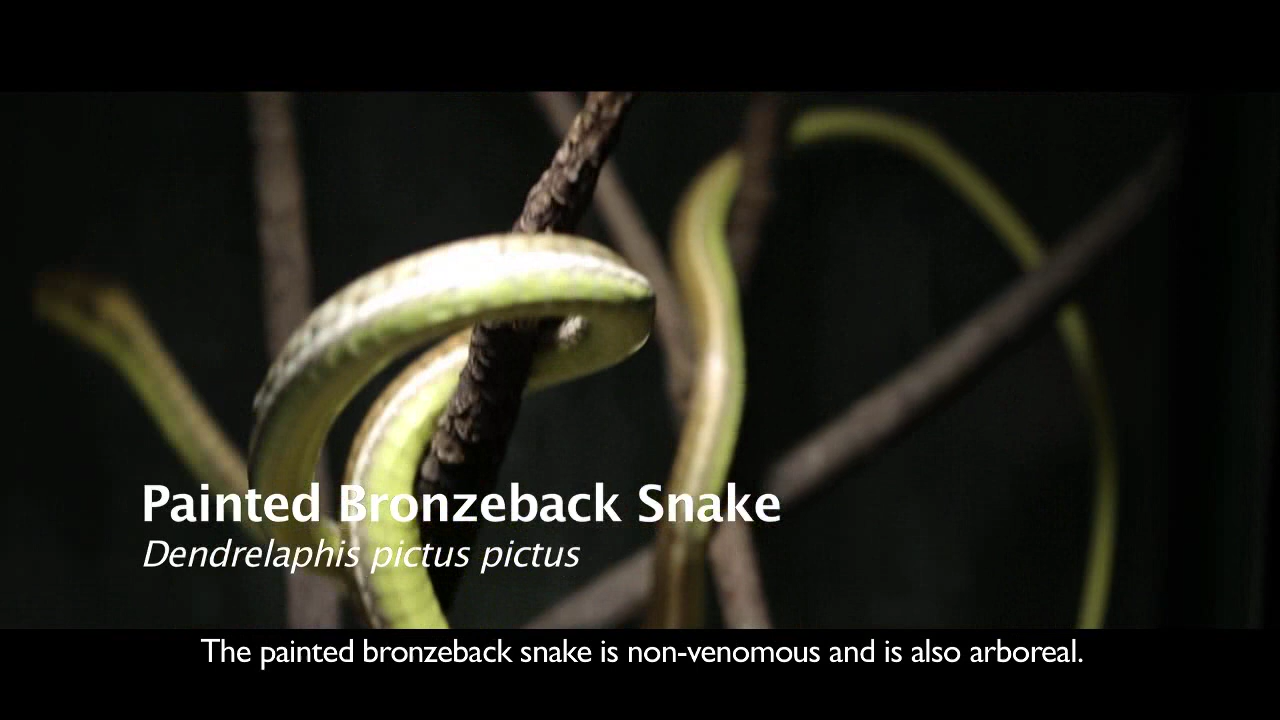 Painted Bronzeback Snake
Dendrelaphis pictus pictus
The painted bronzeback snake is non-venomous and is also arboreal.